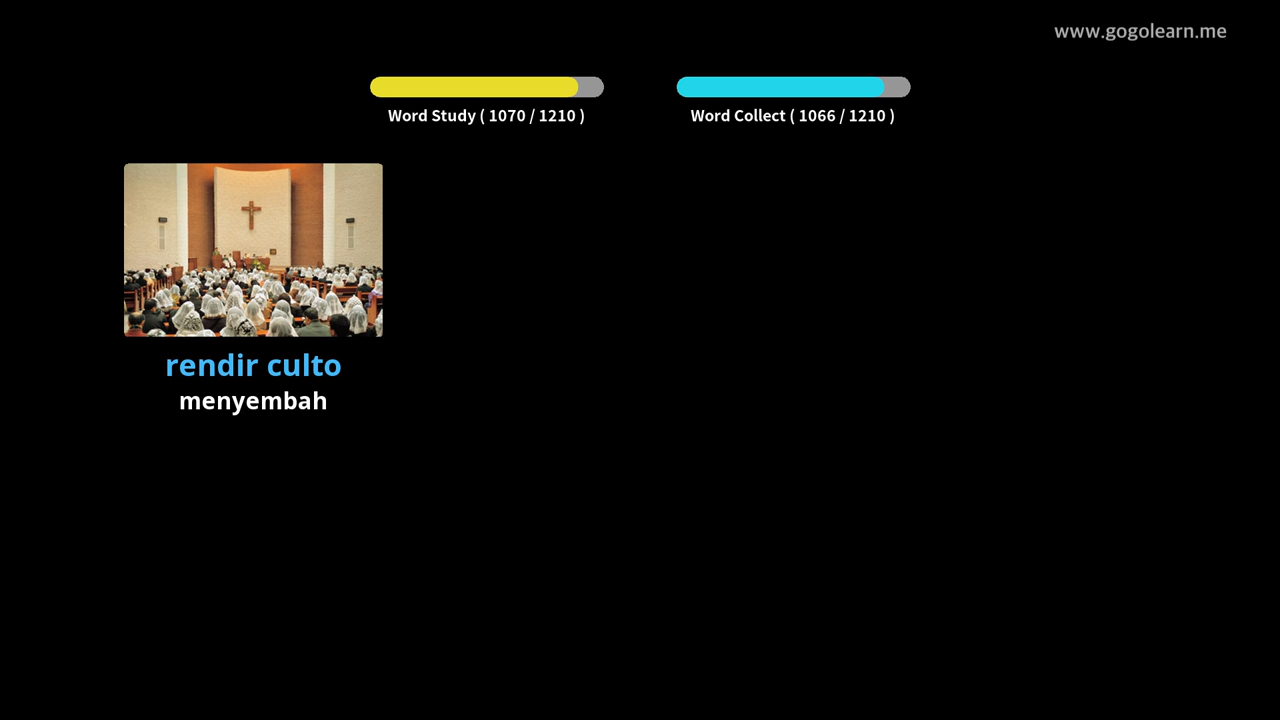 www.gogolearn.me
Word Study ( 1070 / 1210 )
Word Collect ( 1066 / 1210 )
rendir culto
menyembah